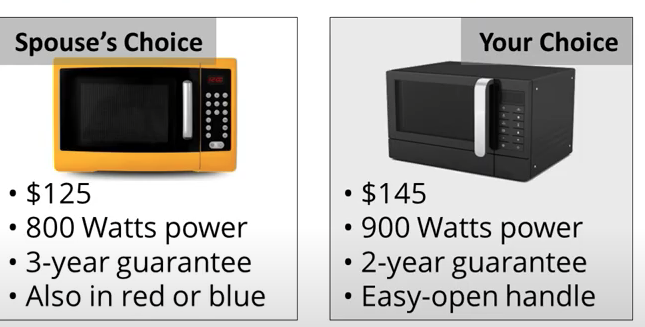 Spouse's Choice
• $125
• 800 Watts power
• 3-year guarantee
• Also in red or blue
Your Choice
• $145
• 900 Watts power
• 2-year guarantee
• Easy-open handle